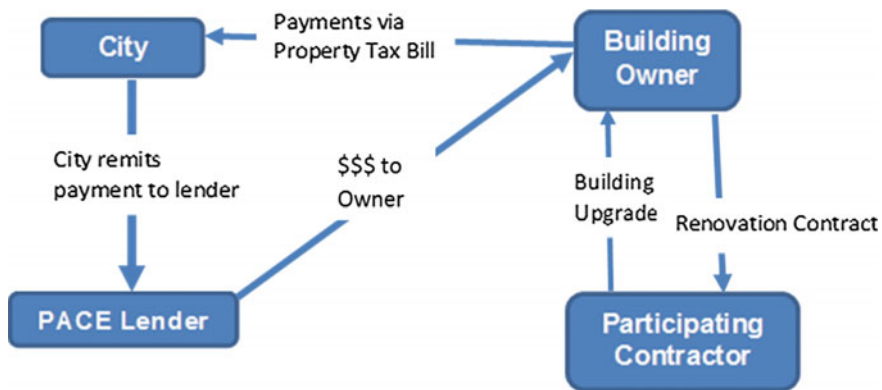 City
Payments via
Property Tax Bill
Building
Owner
City remits
payment to lender
$$$ to
Owner
Building
Upgrade
Renovation Contract
PACE Lender
Participating
Contractor